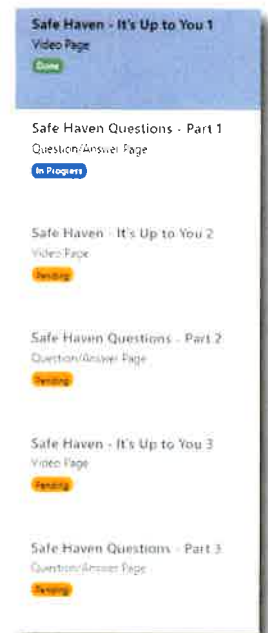 Safe Haven - It's Up to You 1
Video Page
Done
Safe Haven Questions - Part 1
Question/Answer Page
In Progress
Safe Haven - It's Up to You 2
Video Page
Pending
Safe Haven Questions - Part 2
Question/Answer Page
Pending
Safe Haven - It's Up to You 3
Video Page
Pending
Safe Haven Questions - Part 3
Question/Answer Page
Pending